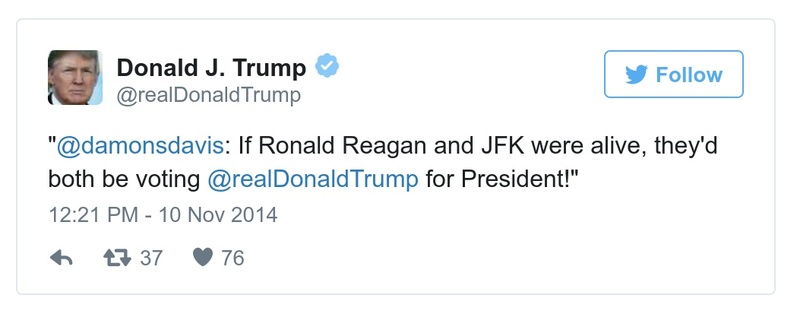 Donald J. Trump
@realDonaldTrump
Follow
"@damonsdavis: If Ronald Reagan and JFK were alive, they'd
both be voting @realDonaldTrump for President!"
12:21 PM - 10 Nov 2014
37 76